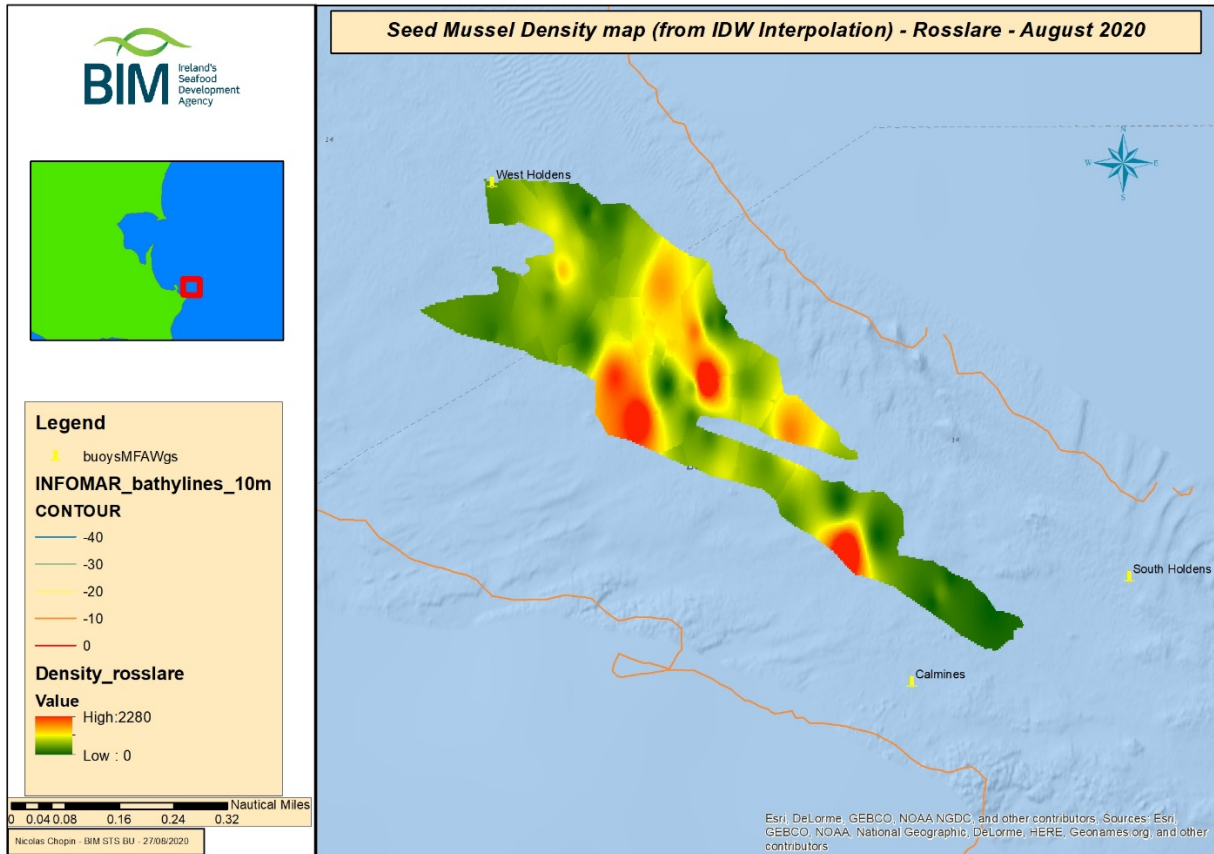 BIM
Ireland's
Seafood
Development
Agency
Seed Mussel Density map (from IDW Interpolation) - Rosslare - August 2020
14
West Holdens
N
W
E
S
14
South Holdens
Calmines
Legend
buoysMFAWgs
INFOMAR_bathylines_10m
CONTOUR
-40
-30
-20
-10
0
Density_rosslare
Value
High:2280
Low : 0
Nautical Miles
0 0.04 0.08 0.16 0.24 0.32
Nicolas Chopin - BIM STS BU - 27/08/2020
Esri, DeLorme, GEBCO, NOAA NGDC, and other contributors, Sources: Esri,
GEBCO, NOAA, National Geographic, DeLorme, HERE, Geonames.org, and other
contributors